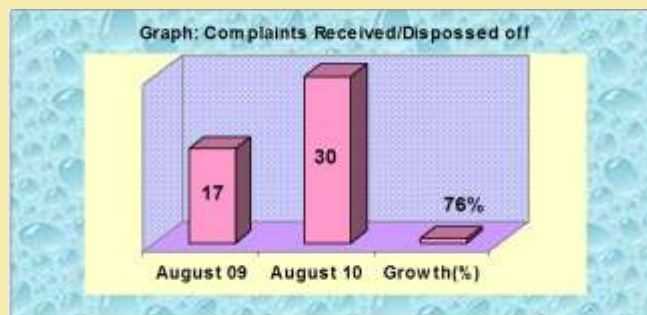 Graph: Complaints Received/Dispossed off
30
17
76%
August 09 August 10 Growth(%)